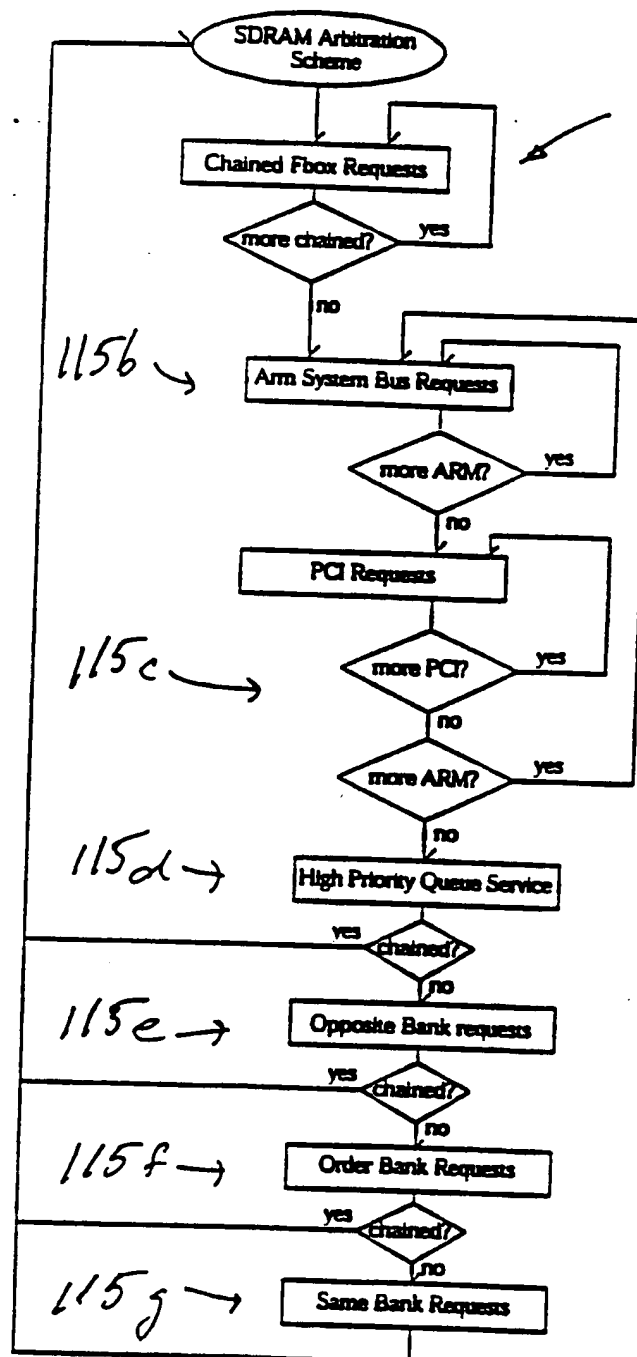 SDRAM Arbitration
Scheme
Chained Fbox Requests
more chained?
yes
no
115b
Arm System Bus Requests
more ARM?
yes
no
PCI Requests
115c
more PCI?
yes
no
more ARM?
yes
no
115d
High Priority Queue Service
yes
chained?
no
115e
Opposite Bank requests
yes
chained?
no
115f
Order Bank Requests
yes
Chained?
no
115g
Same Bank Requests